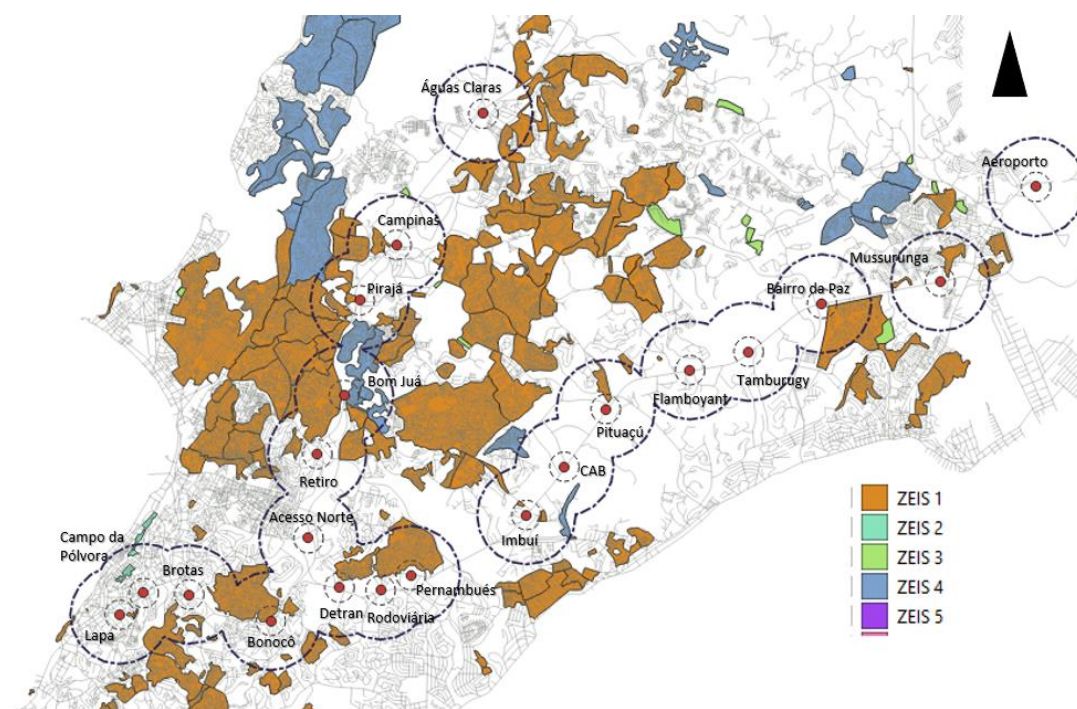 Águas Claras
Aeroporto
Campinas
Mussurunga
Pirajá
Bairro da Paz
Bom Juá
Tamburugy
Flamboyant
Pituaçú
CAB
Retiro
Acesso Norte
Imbuí
Campo da
Pólvora
Brotas
Pernambués
Detran
Rodoviária
Lapa
Bonocô
ZEIS 1
ZEIS 2
ZEIS 3
ZEIS 4
ZEIS 5